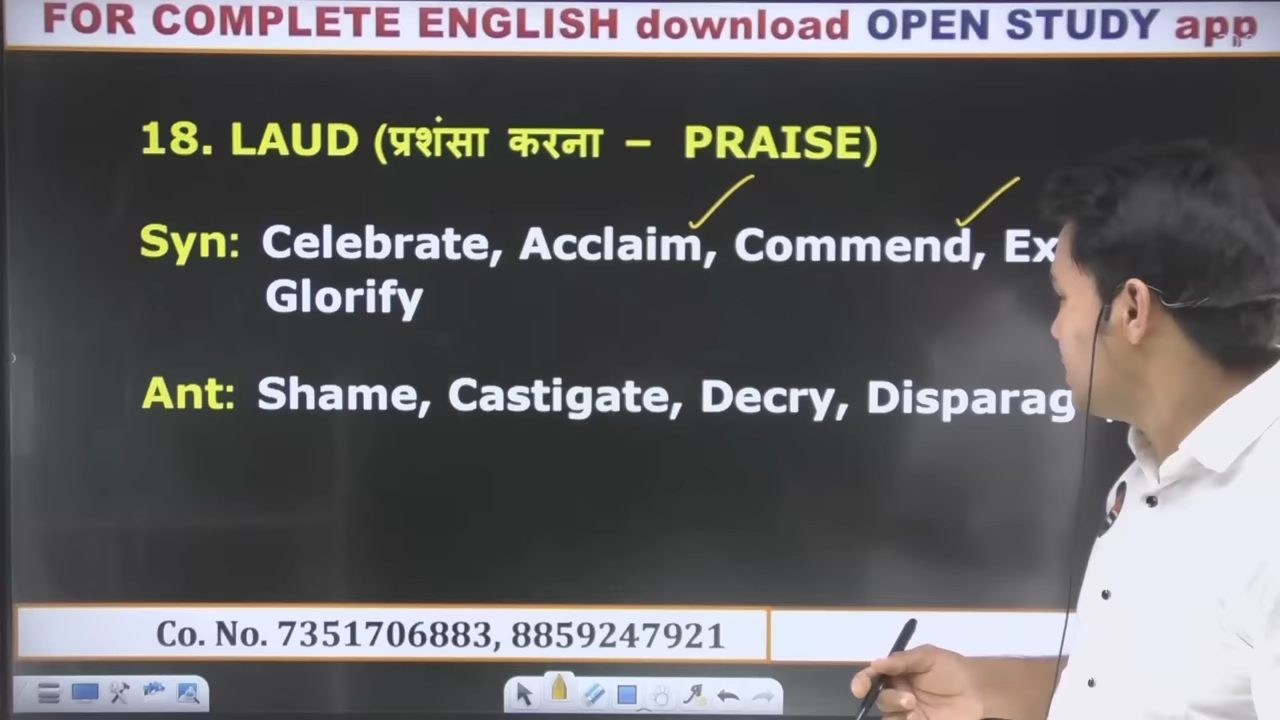 FOR COMPLETE ENGLISH download OPEN STUDY app
18. LAUD (प्रशंसा करना – PRAISE)
Syn: Celebrate, Acclaim, Commend,
Glorify
Ant: Shame, Castigate, Decry,
Co. No. 7351706883, 8859247921